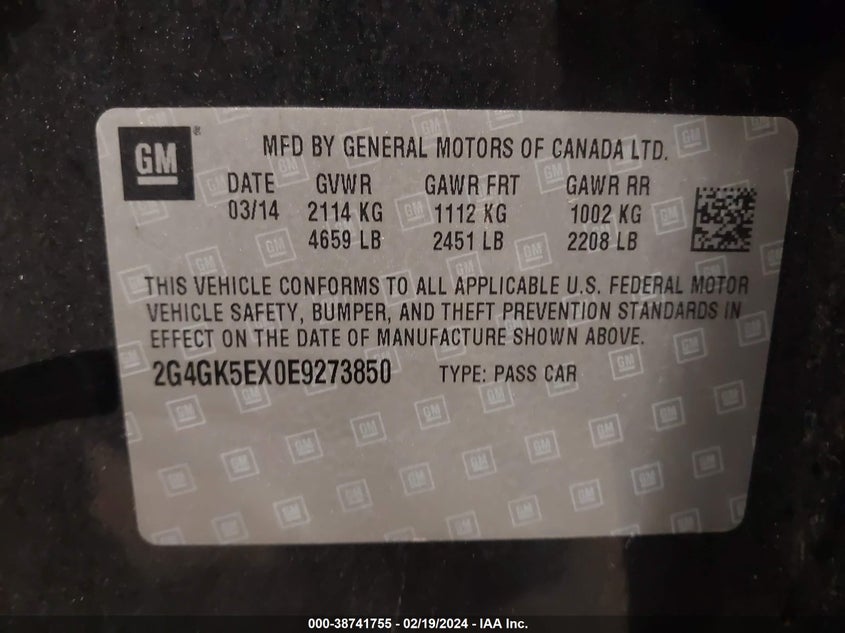 GM ®
MFD BY GENERAL MOTORS OF CANADA LTD.
DATE GVWR GAWR FRT GAWR RR
03/14 2114 KG 1112 KG 1002 KG
4659 LB 2451 LB 2208 LB
THIS VEHICLE CONFORMS TO ALL APPLICABLE U.S. FEDERAL MOTOR
VEHICLE SAFETY, BUMPER, AND THEFT PREVENTION STANDARDS IN
EFFECT ON THE DATE OF MANUFACTURE SHOWN ABOVE.
2G4GK5EX0E9273850 TYPE: PASS CAR
000-38741755 - 02/19/2024 - IAA Inc.